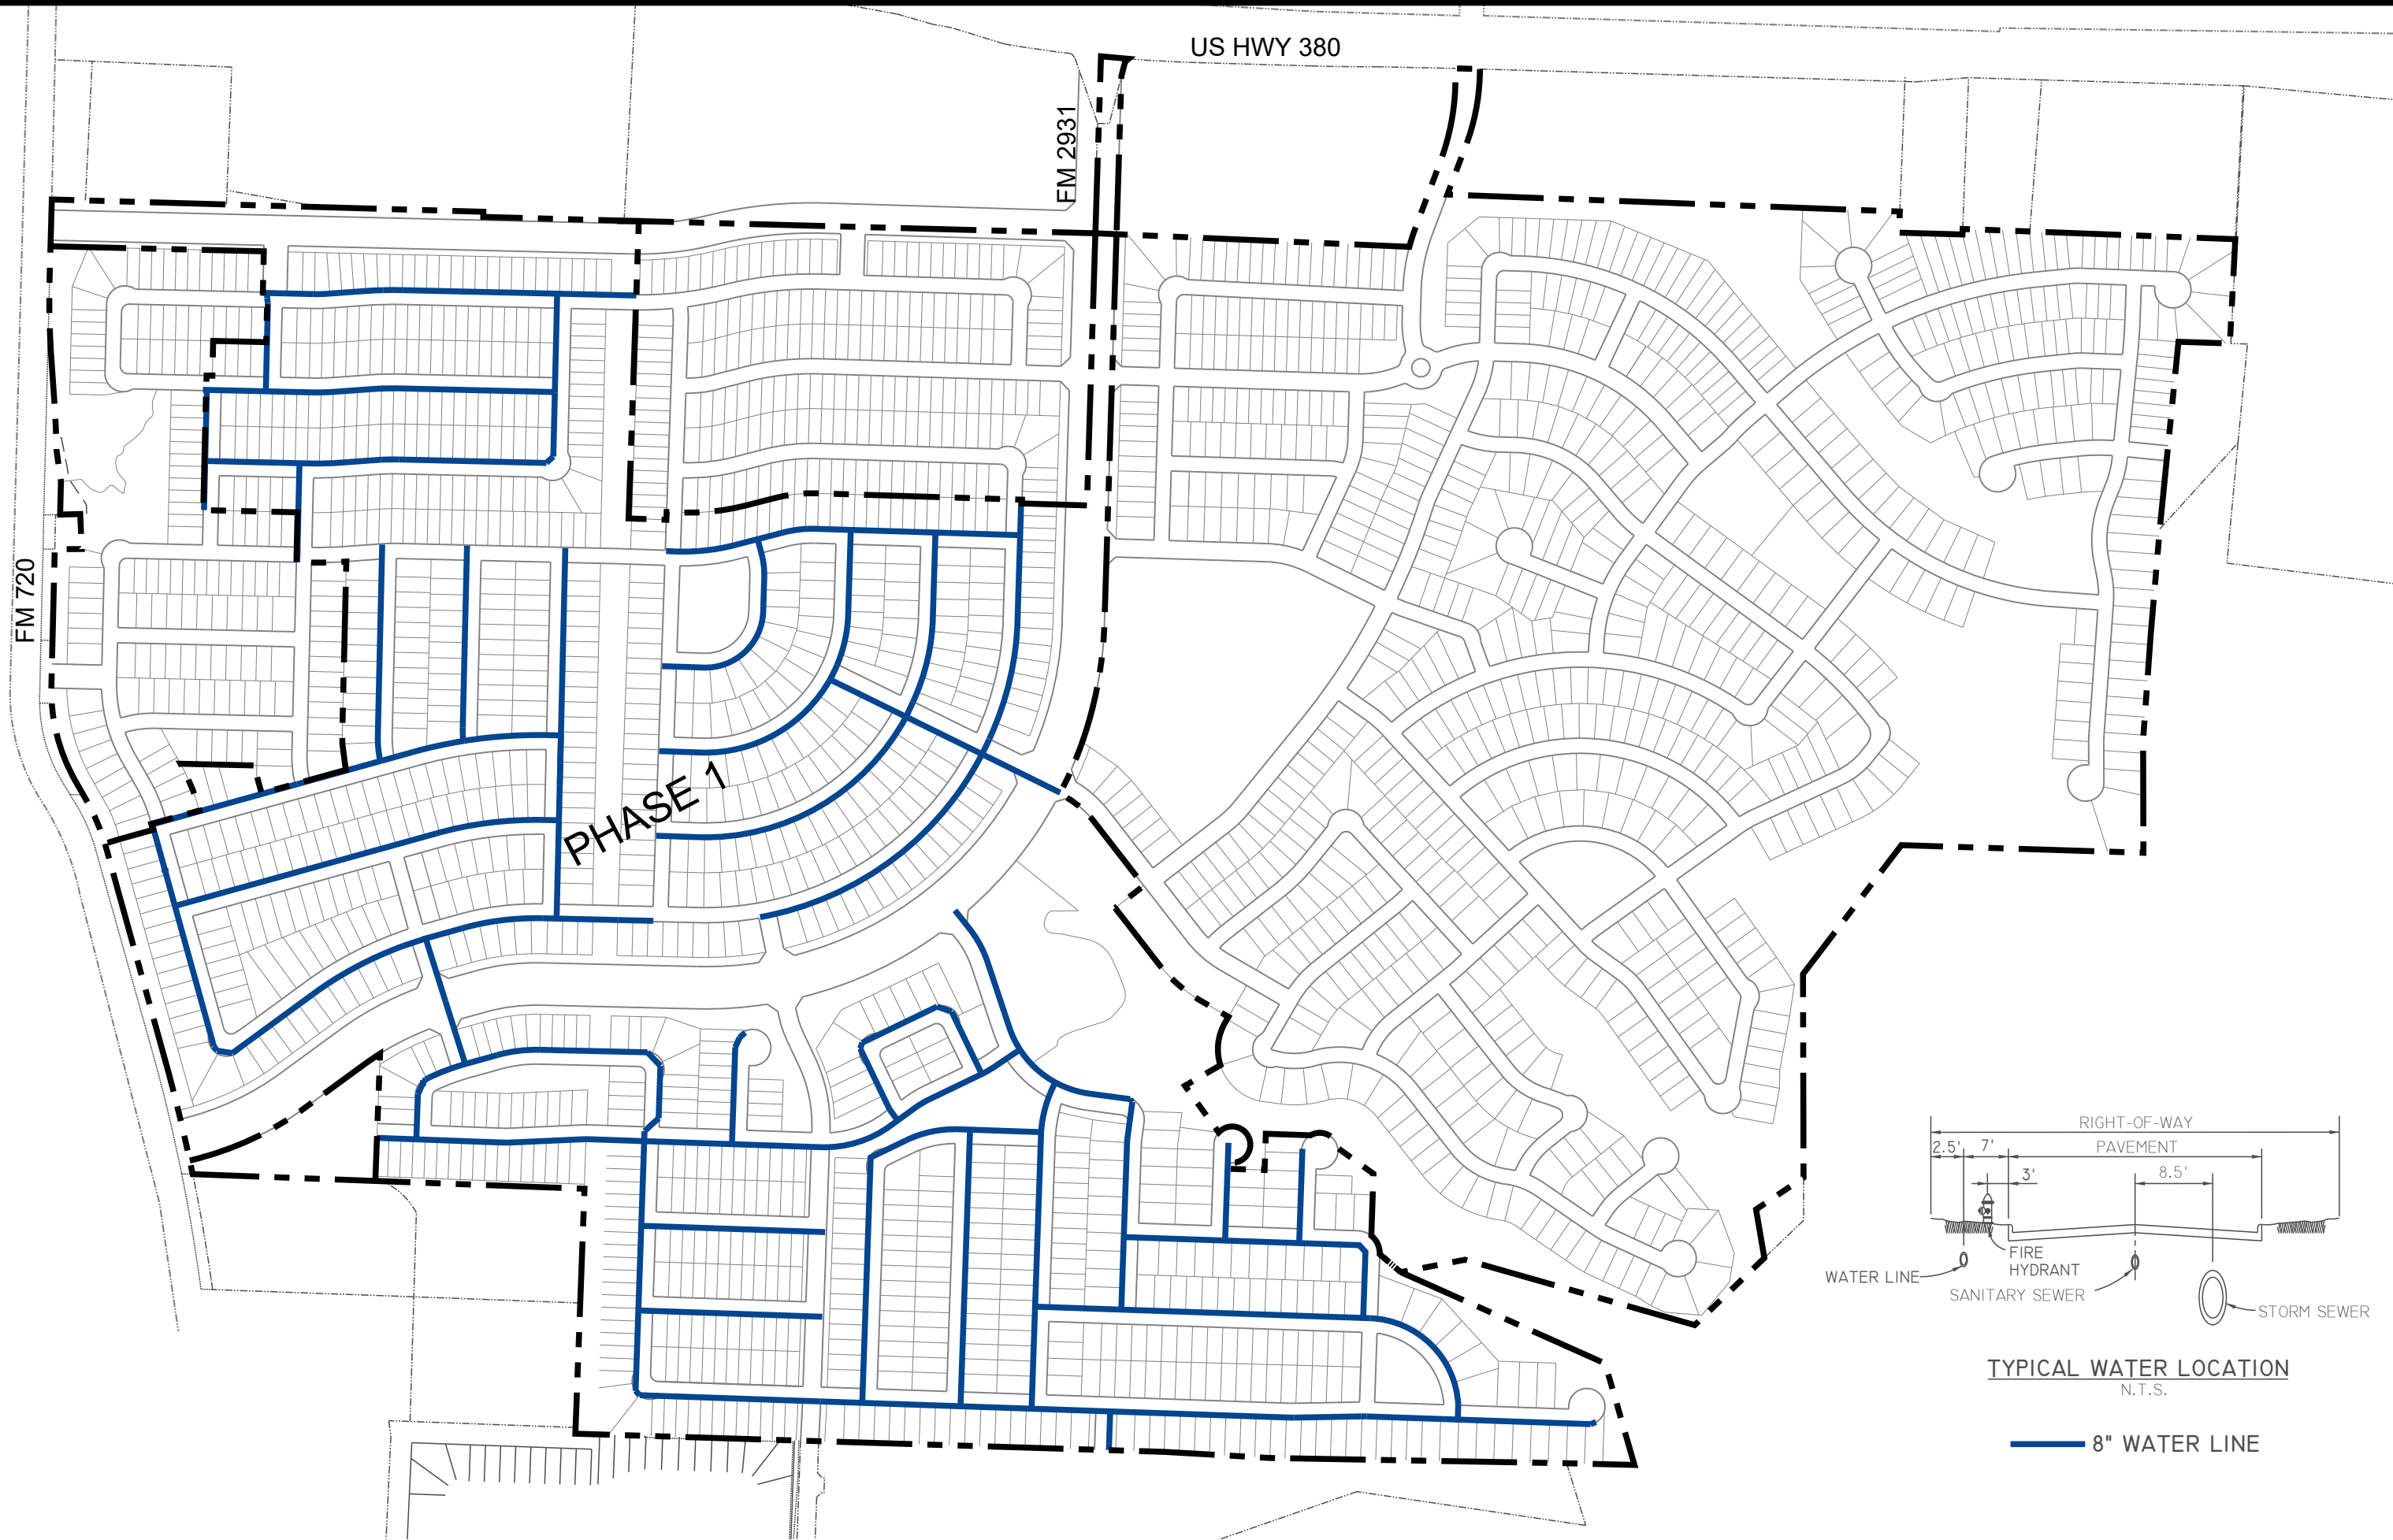 US HWY 380
FM 2931
FM 720
PHASE 1
RIGHT-OF-WAY
2.5' 7' PAVEMENT
3' 8.5'
FIRE
HYDRANT
WATER LINE
SANITARY SEWER
STORM SEWER
TYPICAL WATER LOCATION
N.T.S.
8" WATER LINE